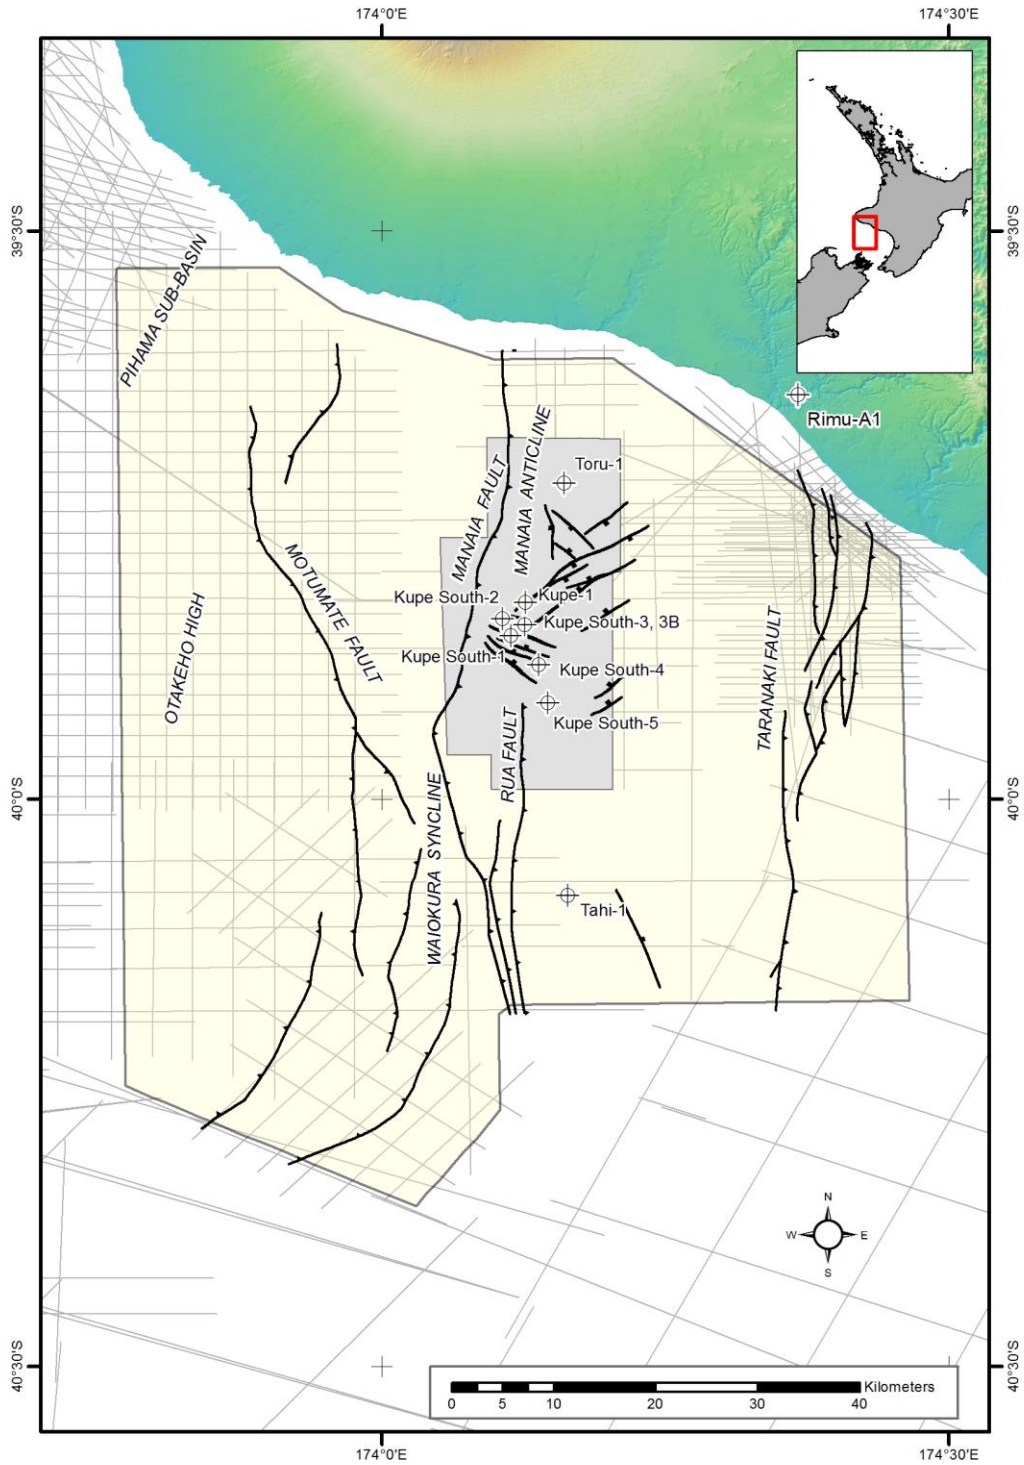 174°0'E
174°30'E
39°30'S
39°30'S
PIHAMA SUB-BASIN
Rimu-A1
MANAIA FAULT
MANAIA ANTICLINE
Toru-1
MOTUMATE FAULT
OTAKEHO HIGH
Kupe South-2
Kupe-1
Kupe South-3, 3B
Kupe South-1
Kupe South-4
Kupe South-5
TARANAKI FAULT
RUA FAULT
40°0'S
40°0'S
WAIOKURA SYNCLINE
Tahi-1
N
W
E
S
40°30'S
40°30'S
Kilometers
0 5 10 20 30 40
174°0'E
174°30'E